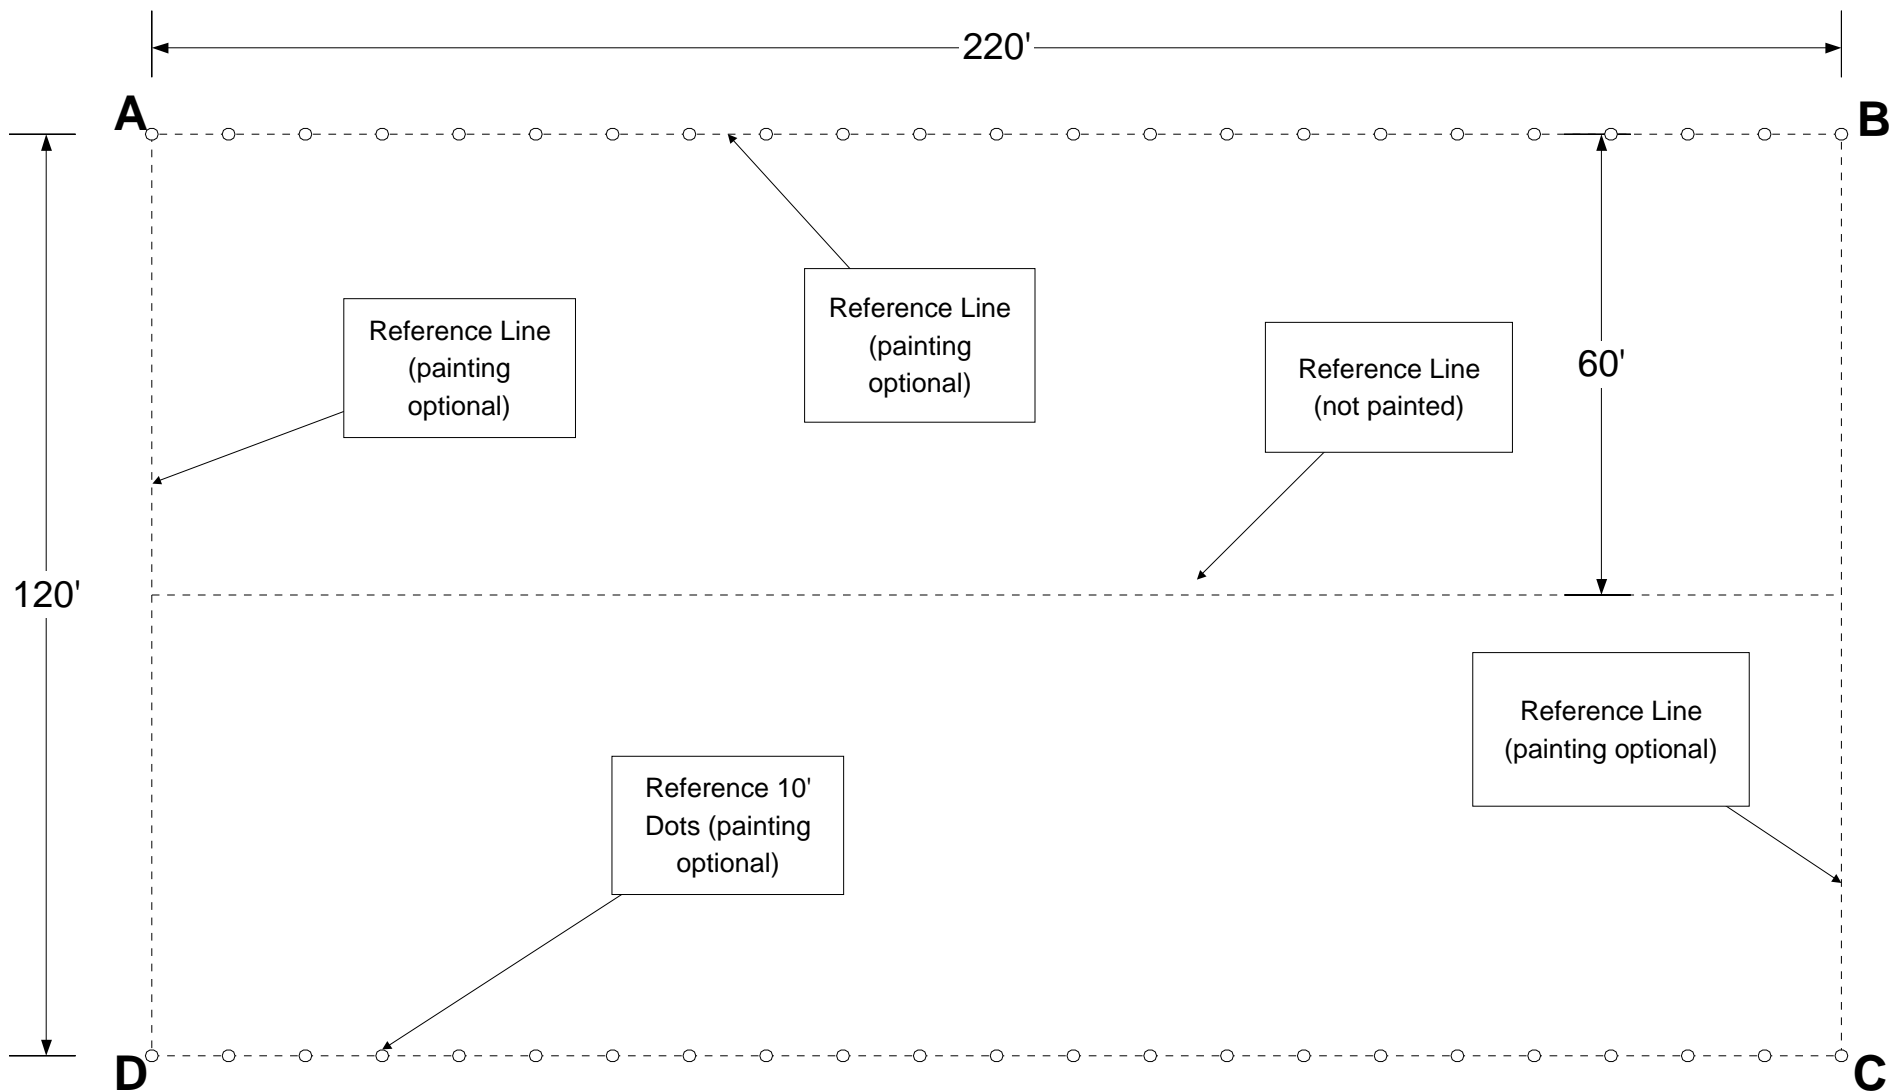 220'
A
B
Reference Line
(painting
optional)
Reference Line
(painting
optional)
Reference Line
(not painted)
60'
120'
Reference Line
(painting optional)
Reference 10'
Dots (painting
optional)
D
C